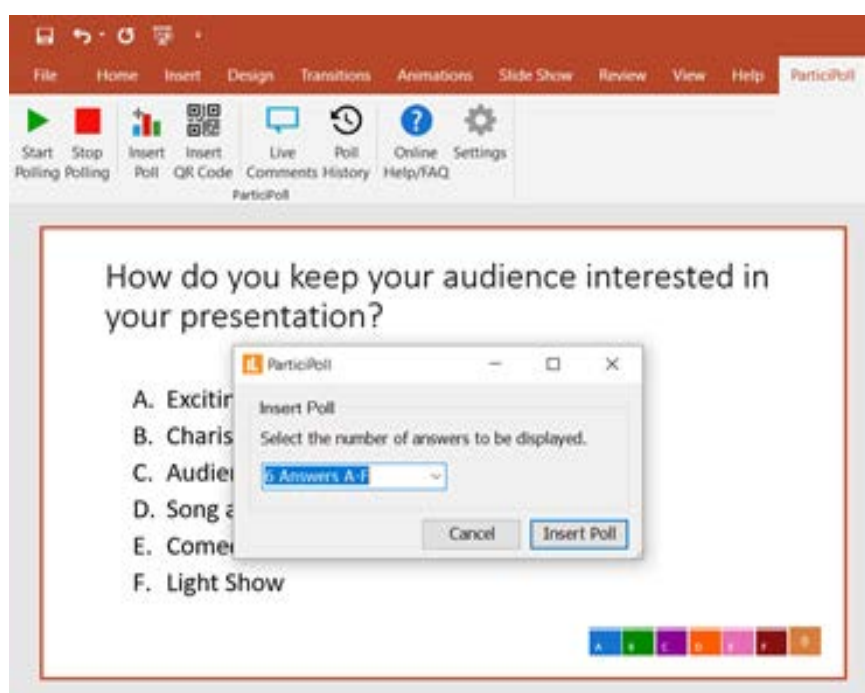 File Home Insert Design Transitions Animations Slide Show Review View Help ParticiPoll
Start Stop Insert Insert Live Poll Online Settings
Polling Polling Poll QR Code Comments History Help/FAQ
ParticiPoll
How do you keep your audience interested in
your presentation?
ParticiPoll
Insert Poll
Select the number of answers to be displayed.
6 Answers A-F
Cancel Insert Poll
A. Excitin
B. Charis
C. Audie
D. Song a
E. Come
F. Light Show
A B C D E F 0